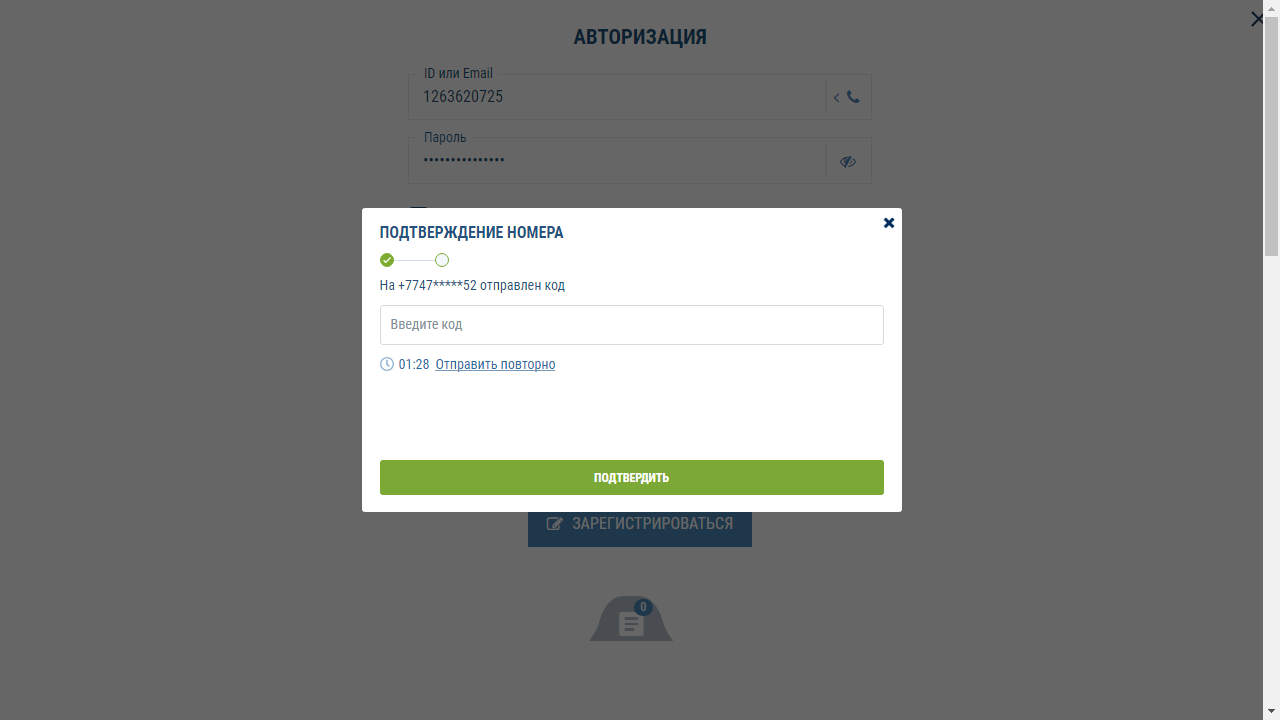 АВТОРИЗАЦИЯ
ID или Email
1263620725
Пароль
•••••••••••••••
ПОДТВЕРЖДЕНИЕ НОМЕРА
На +7747*****52 отправлен код
Введите код
01:28 Отправить повторно
ПОДТВЕРДИТЬ
ЗАРЕГИСТРИРОВАТЬСЯ
0